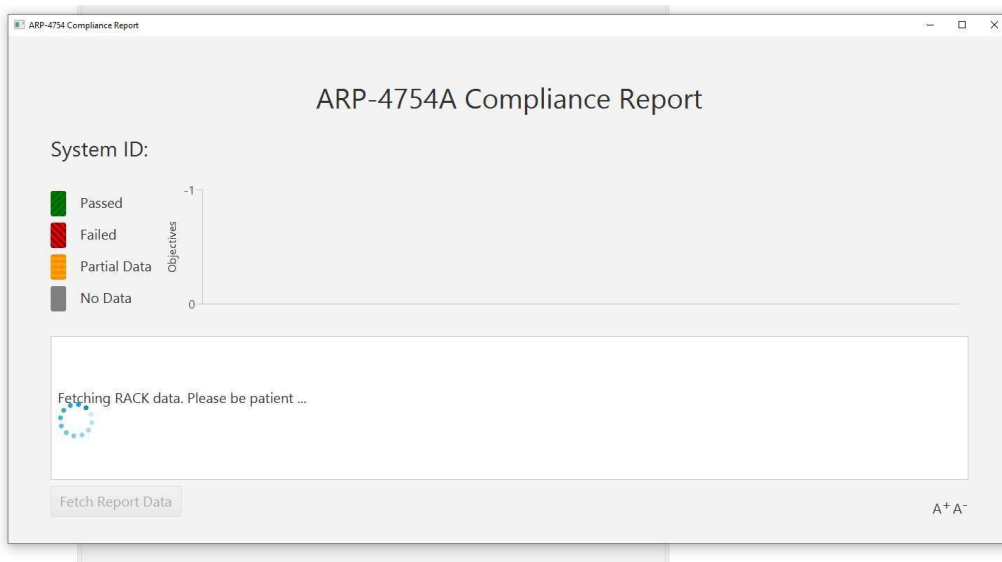 ARP-4754 Compliance Report
ARP-4754A Compliance Report
System ID:
Passed
Failed
Partial Data
No Data
-1
Objectives
0
Fetching RACK data. Please be patient ...
Fetch Report Data
A+ A-